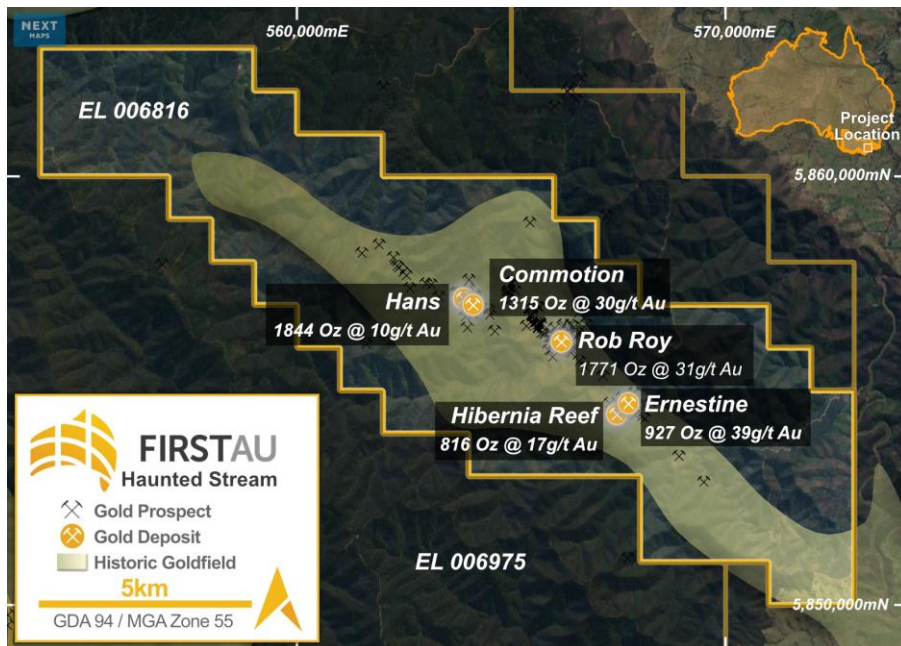 NEXT
MAPS
560,000mE
570,000mE
EL 006816
Project
Location
5,860,000mN
Commotion
1315 Oz @ 30g/t Au
Hans
1844 Oz @ 10g/t Au
Rob Roy
1771 Oz @ 31g/t Au
Hibernia Reef
816 Oz @ 17g/t Au
Ernestine
927 Oz @ 39g/t Au
FIRSTAU
Haunted Stream
Gold Prospect
Gold Deposit
Historic Goldfield
5km
GDA 94 / MGA Zone 55
EL 006975
5,850,000mN